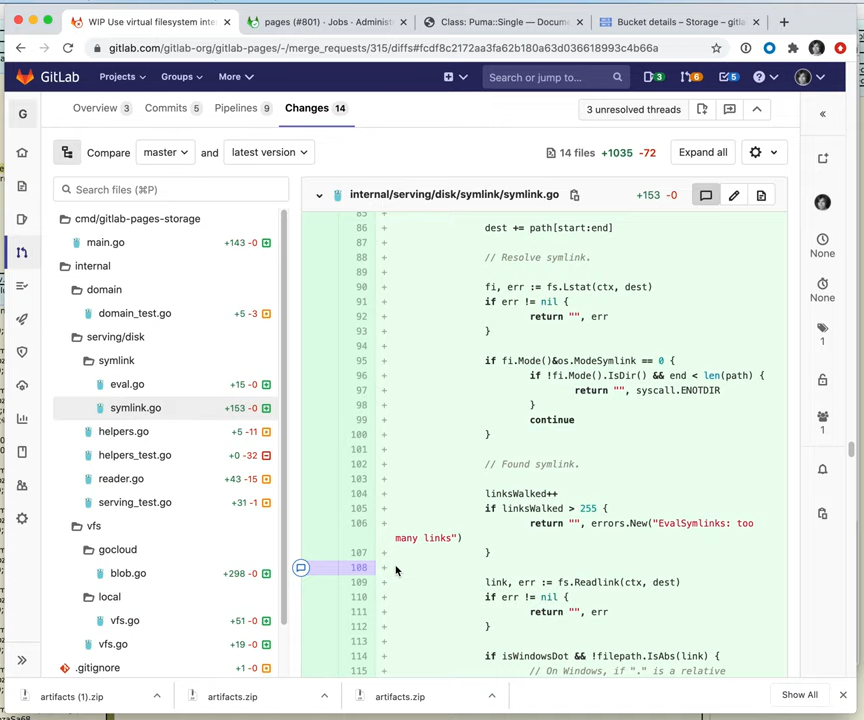 WIP Use virtual filesystem inte
pages (#801) · Jobs · Administ
Class: Puma::Single — Docume
Bucket details – Storage – gitla
gitlab.com/gitlab-org/gitlab-pages/-/merge_requests/315/diffs#fcdf8c2172aa3fa62b180a63d036618993c4b66a
GitLab Projects Groups More Search or jump to... 3 6 5
G Overview 3 Commits 5 Pipelines 9 Changes 14 3 unresolved threads
Compare master and latest version 14 files +1035 -72 Expand all
Search files (⌘P)
cmd/gitlab-pages-storage
main.go +143 -0
internal
domain
domain_test.go +5 -3
serving/disk
symlink
eval.go +15 -0
symlink.go +153 -0
helpers.go +5 -11
helpers_test.go +0 -32
reader.go +43 -15
serving_test.go +31 -1
vfs
gocloud
blob.go +298 -0
local
vfs.go +51 -0
vfs.go +19 -0
.gitignore +1 -0
internal/serving/disk/symlink/symlink.go +153 -0
85 +
86 + dest += path[start:end]
87 +
88 + // Resolve symlink.
89 +
90 + fi, err := fs.Lstat(ctx, dest)
91 + if err != nil {
92 + return "", err
93 + }
94 +
95 + if fi.Mode()&os.ModeSymlink == 0 {
96 + if !fi.Mode().IsDir() && end < len(path) {
97 + return "", syscall.ENOTDIR
98 + }
99 + continue
100 + }
101 +
102 + // Found symlink.
103 +
104 + linksWalked++
105 + if linksWalked > 255 {
106 + return "", errors.New("EvalSymlinks: too
many links")
107 + }
108 +
109 + link, err := fs.Readlink(ctx, dest)
110 + if err != nil {
111 + return "", err
112 + }
113 +
114 + if isWindowsDot && !filepath.IsAbs(link) {
115 + // On Windows, if "." is a relative
None
None
1
1
artifacts (1).zip
artifacts.zip
artifacts.zip
Show All